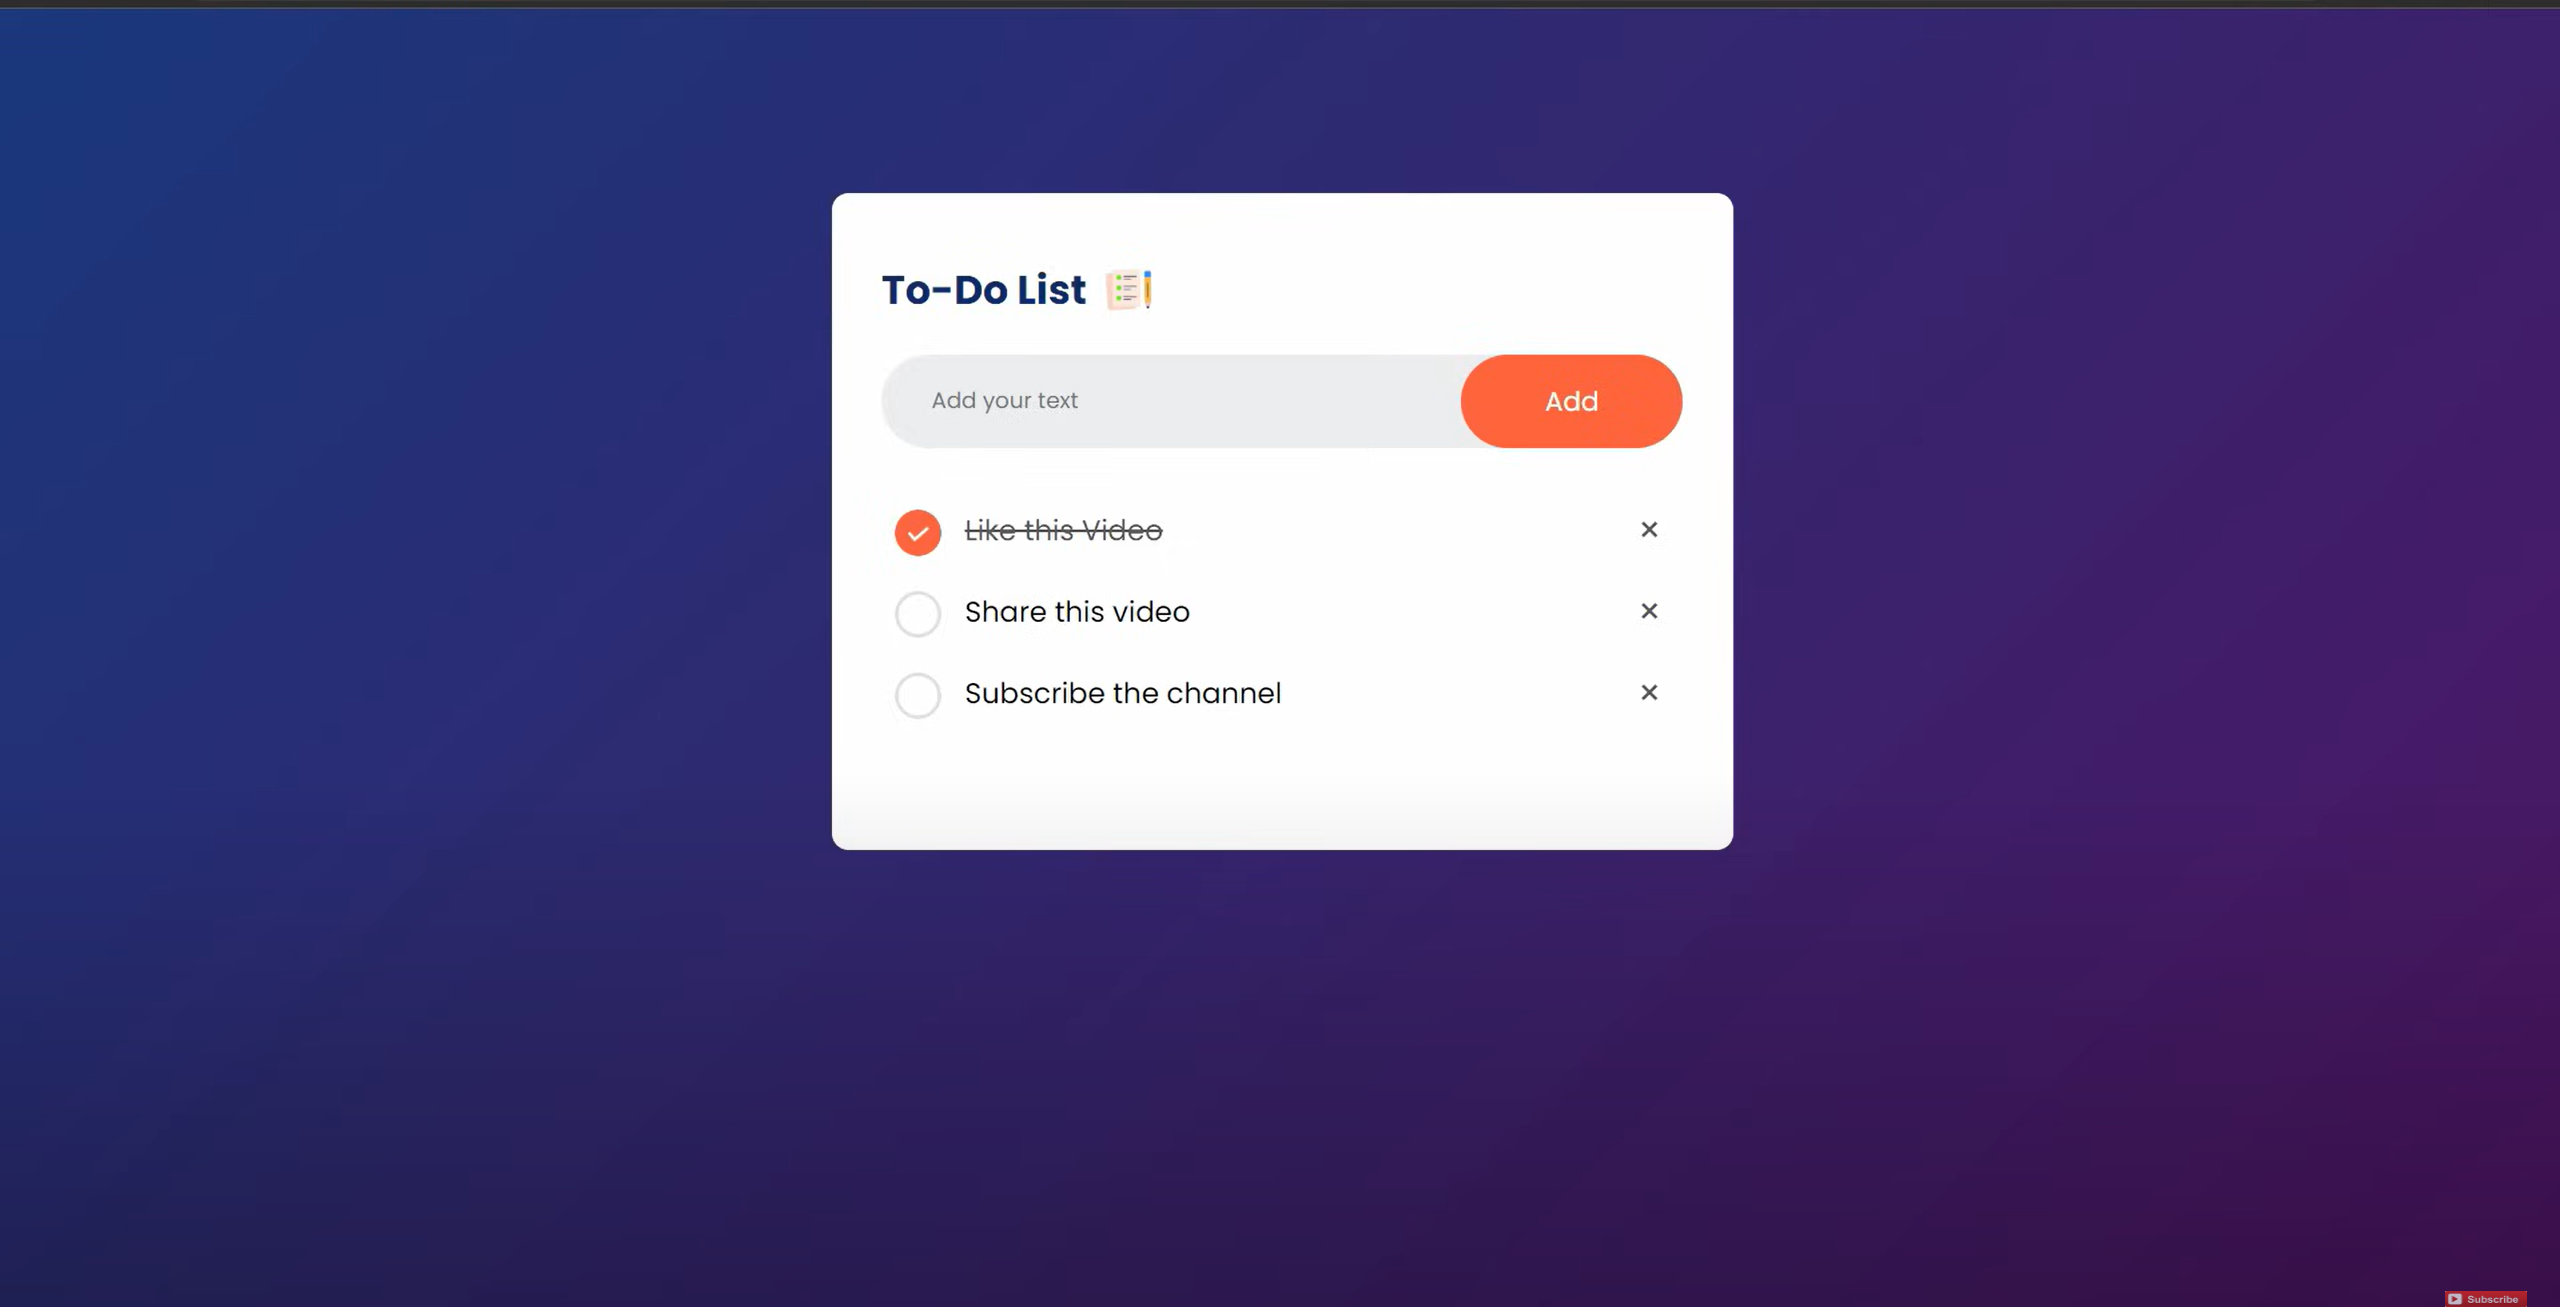 To-Do List
Add your text
Add
Like this Video
Share this video
Subscribe the channel
Subscribe